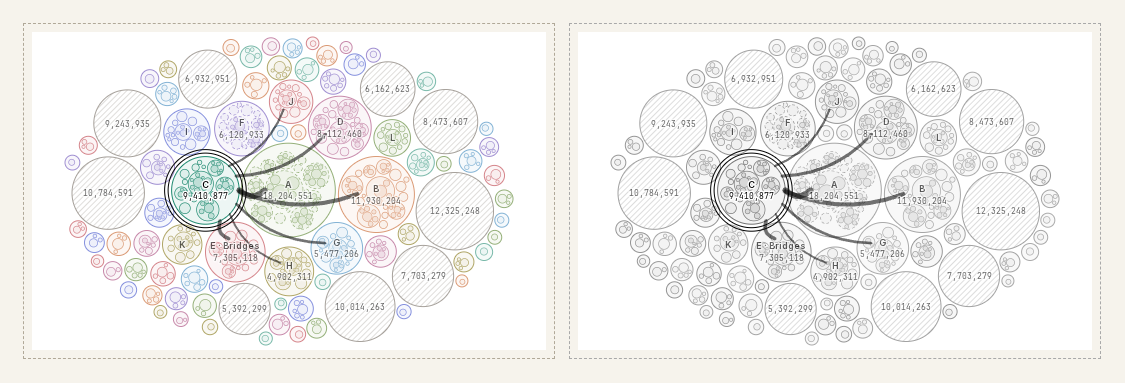 6,932,951
6,162,623
9,243,935
J
8,473,607
F
6,120,933
D
8,112,460
I
L
10,784,591
C
9,410,877
A
18,204,551
B
11,930,204
12,325,248
K
E Bridges
7,305,118
G
5,477,206
H
4,902,311
7,703,279
5,392,299
10,014,263
6,932,951
6,162,623
9,243,935
J
8,473,607
F
6,120,933
D
8,112,460
I
L
10,784,591
C
9,410,877
A
18,204,551
B
11,930,204
12,325,248
K
E Bridges
7,305,118
G
5,477,206
H
4,902,311
7,703,279
5,392,299
10,014,263